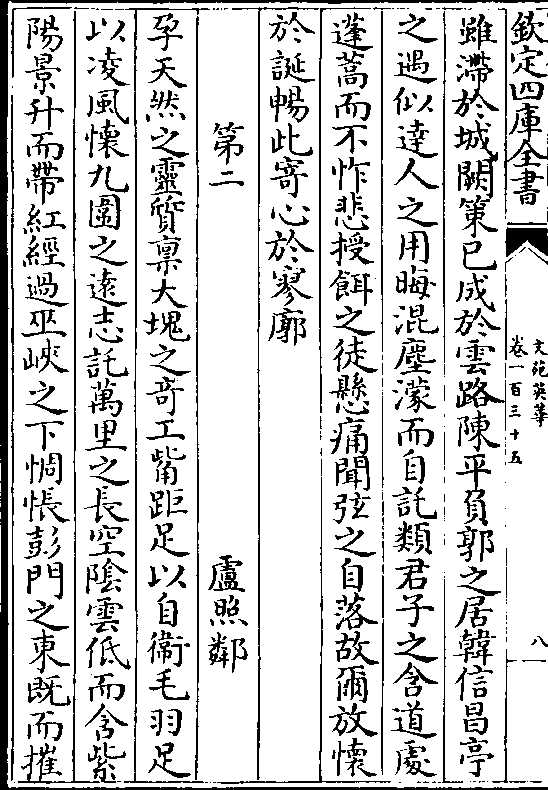 欽定四庫全書
文苑英華
卷一百三十五
八
雖滯於城闕策已成於雲路陳平負郭之居韓信昌亭
之遇似達人之用晦混塵濛而自託類君子之含道處
蓬蒿而不怍悲授餌之徒懸痛聞弦之自落故爾放懷
於誕暢此寄心於寥廓
第二
盧照鄰
孕天然之靈質稟大塊之奇工觜距足以自衞毛羽足
以凌風懷九圍之遠志託萬里之長空陰雲低而含紫
陽景升而帶紅經過巫峽之下惆悵彭門之東既而摧